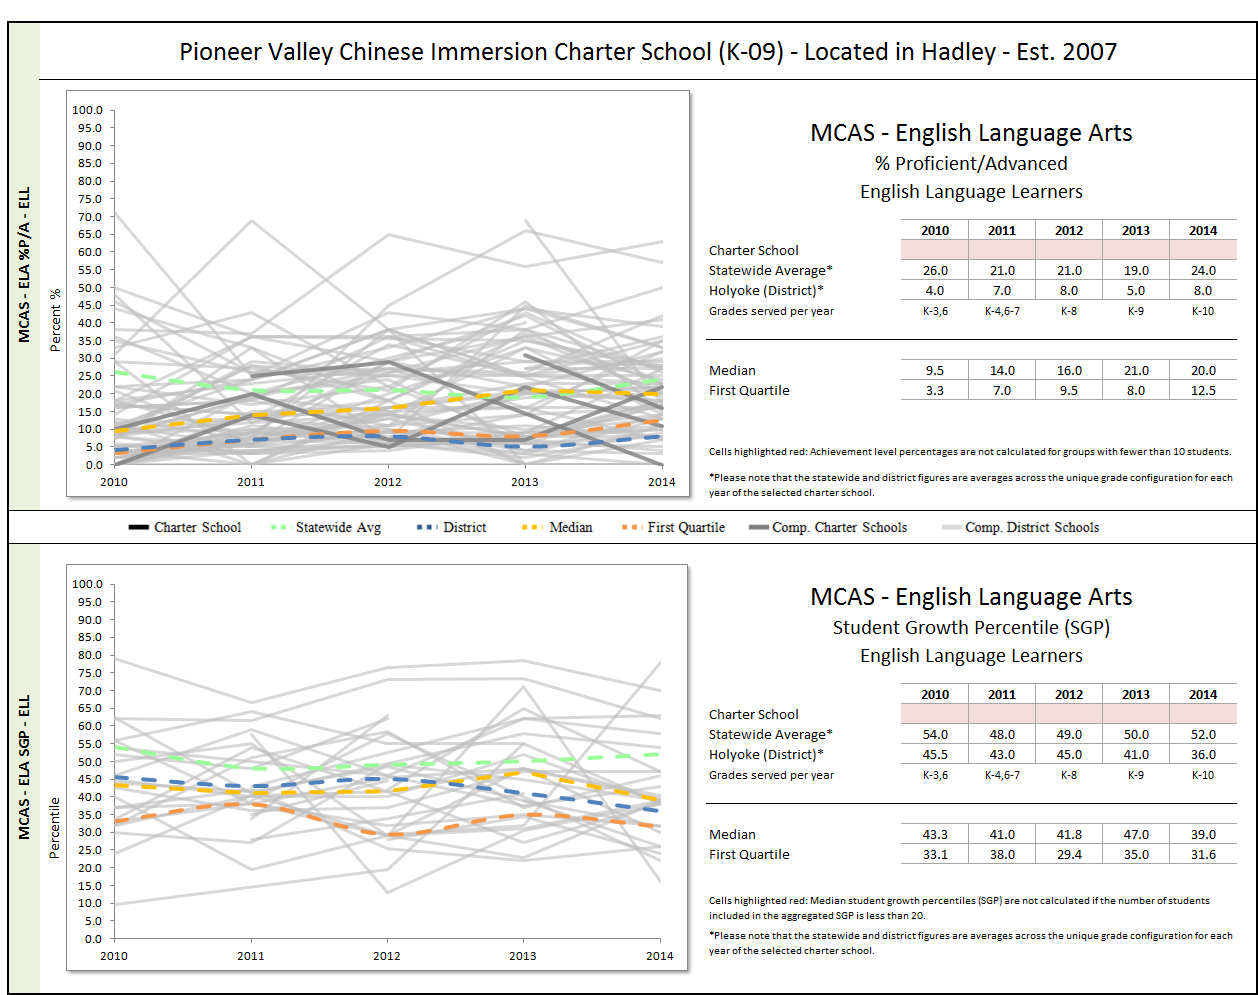 Pioneer Valley Chinese Immersion Charter School (K-09) - Located in Hadley - Est. 2007
MCAS - ELA %P/A - ELL
Percent %
100.0
95.0
90.0
85.0
80.0
75.0
70.0
65.0
60.0
55.0
50.0
45.0
40.0
35.0
30.0
25.0
20.0
15.0
10.0
5.0
0.0
2010 2011 2012 2013 2014
MCAS - English Language Arts
% Proficient/Advanced
English Language Learners
2010 2011 2012 2013 2014
Charter School
Statewide Average* 26.0 21.0 21.0 19.0 24.0
Holyoke (District)* 4.0 7.0 8.0 5.0 8.0
Grades served per year K-3,6 K-4,6-7 K-8 K-9 K-10
Median 9.5 14.0 16.0 21.0 20.0
First Quartile 3.3 7.0 9.5 8.0 12.5
Cells highlighted red: Achievement level percentages are not calculated for groups with fewer than 10 students.
*Please note that the statewide and district figures are averages across the unique grade configuration for each
year of the selected charter school.
Charter School Statewide Avg District Median First Quartile Comp. Charter Schools Comp. District Schools
MCAS - ELA SGP - ELL
Percentile
100.0
95.0
90.0
85.0
80.0
75.0
70.0
65.0
60.0
55.0
50.0
45.0
40.0
35.0
30.0
25.0
20.0
15.0
10.0
5.0
0.0
2010 2011 2012 2013 2014
MCAS - English Language Arts
Student Growth Percentile (SGP)
English Language Learners
2010 2011 2012 2013 2014
Charter School
Statewide Average* 54.0 48.0 49.0 50.0 52.0
Holyoke (District)* 45.5 43.0 45.0 41.0 36.0
Grades served per year K-3,6 K-4,6-7 K-8 K-9 K-10
Median 43.3 41.0 41.8 47.0 39.0
First Quartile 33.1 38.0 29.4 35.0 31.6
Cells highlighted red: Median student growth percentiles (SGP) are not calculated if the number of students
included in the aggregated SGP is less than 20.
*Please note that the statewide and district figures are averages across the unique grade configuration for each
year of the selected charter school.